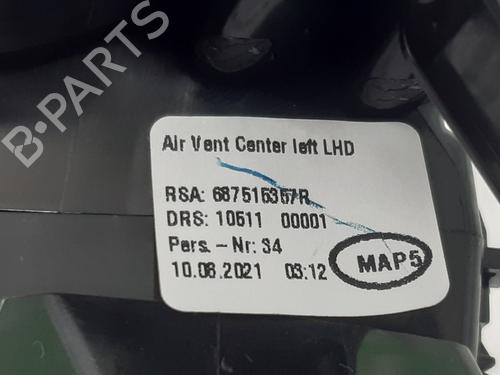 B-PARTS
Air Vent Center left LHD
RSA: 687515357R
DRS: 10511 00001
Pers. - Nr: 34
10.08.2021 03:12
MAP5